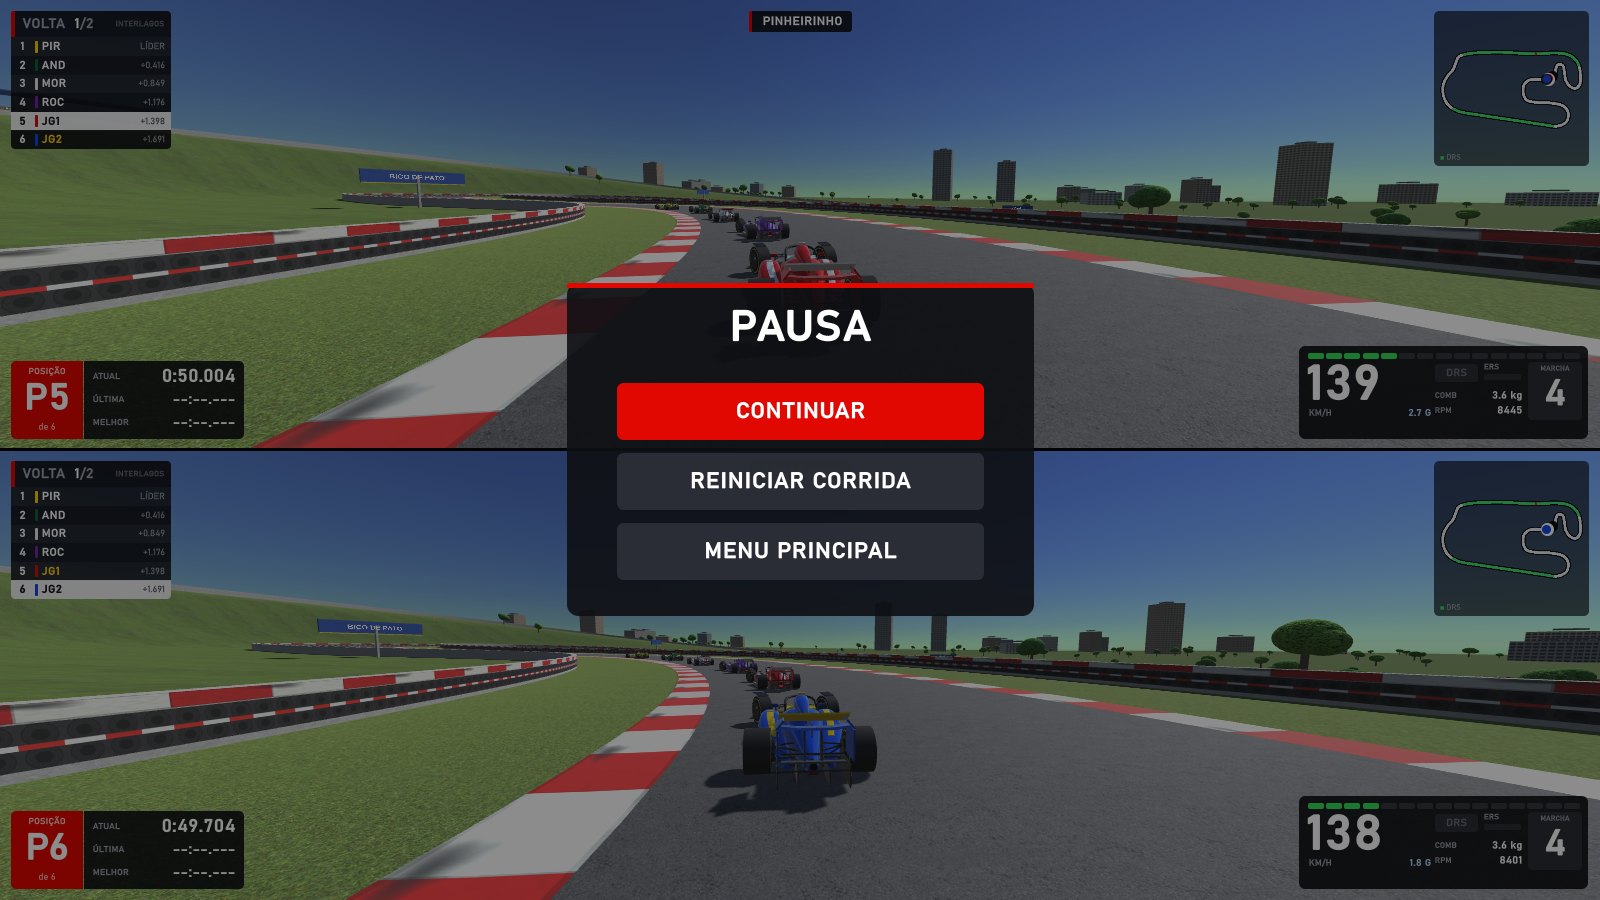 VOLTA 1/2 INTERLAGOS
1 PIR LÍDER
2 AND +0.416
3 MOR +0.849
4 ROC +1.176
5 JG1 +1.398
6 JG2 +1.691
PINHEIRINHO
DRS
BICO DE PATO
POSIÇÃO
P5
de 6
ATUAL 0:50.004
ÚLTIMA --:--.---
MELHOR --:--.---
139
KM/H
2.7 G
DRS
ERS
COMB 3.6 kg
RPM 8445
MARCHA
4
PAUSA
CONTINUAR
REINICIAR CORRIDA
MENU PRINCIPAL
VOLTA 1/2 INTERLAGOS
1 PIR LÍDER
2 AND +0.416
3 MOR +0.849
4 ROC +1.176
5 JG1 +1.398
6 JG2 +1.691
DRS
BICO DE PATO
POSIÇÃO
P6
de 6
ATUAL 0:49.704
ÚLTIMA --:--.---
MELHOR --:--.---
138
KM/H
1.8 G
DRS
ERS
COMB 3.6 kg
RPM 8401
MARCHA
4